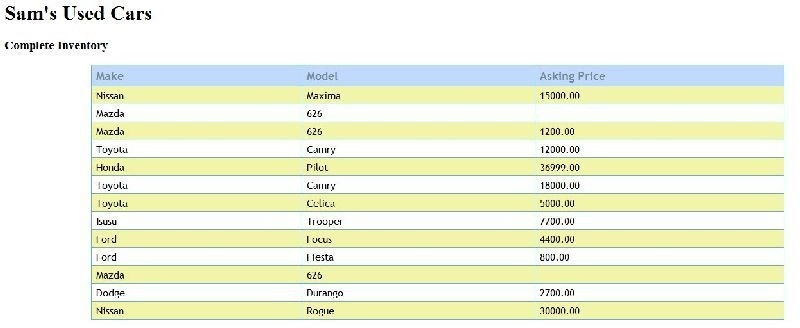 Sam's Used Cars
Complete Inventory
Make Model Asking Price
Nissan Maxima 15000.00
Mazda 626
Mazda 626 1200.00
Toyota Camry 12000.00
Honda Pilot 36999.00
Toyota Camry 18000.00
Toyota Celica 5000.00
Isusu Trooper 7700.00
Ford Focus 4400.00
Ford Fiesta 800.00
Mazda 626
Dodge Durango 2700.00
Nissan Rogue 30000.00